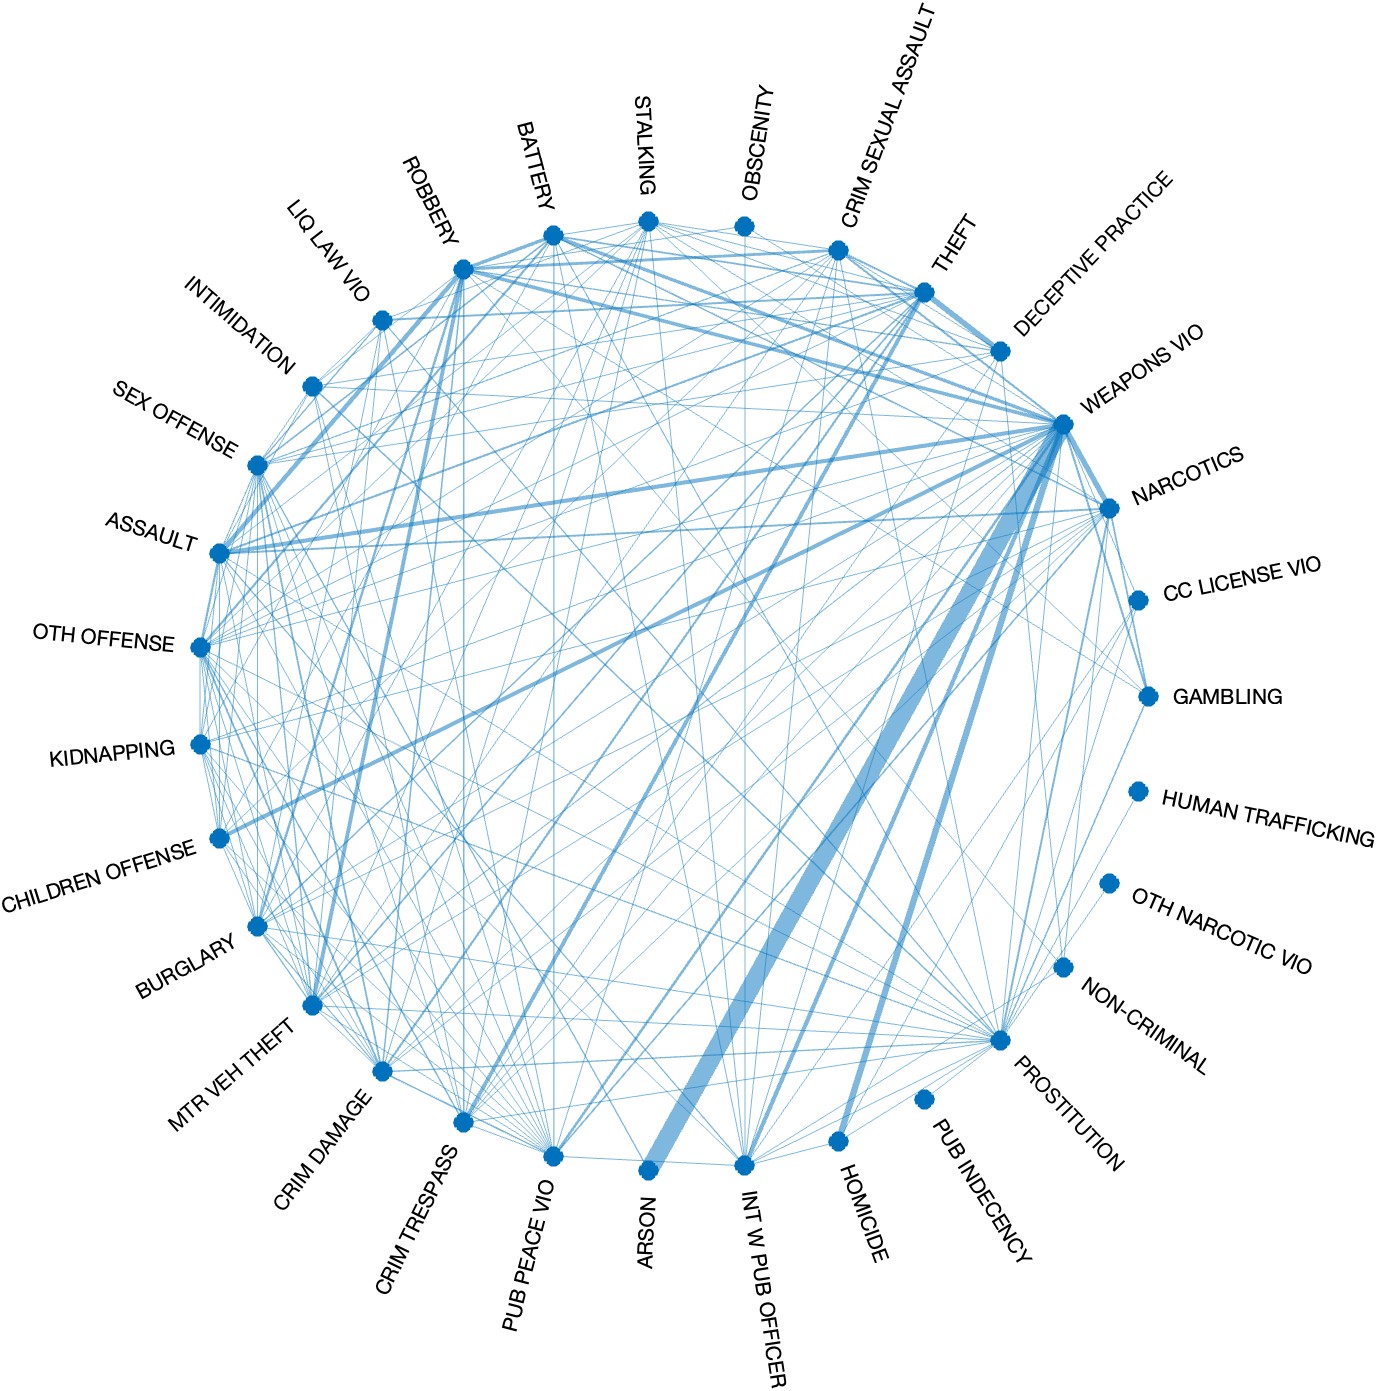 CRIM SEXUAL ASSAULT
OBSCENITY
STALKING
BATTERY
ROBBERY
THEFT
DECEPTIVE PRACTICE
LIQ LAW VIO
INTIMIDATION
WEAPONS VIO
SEX OFFENSE
NARCOTICS
ASSAULT
CC LICENSE VIO
OTH OFFENSE
GAMBLING
KIDNAPPING
HUMAN TRAFFICKING
CHILDREN OFFENSE
OTH NARCOTIC VIO
BURGLARY
NON-CRIMINAL
MTR VEH THEFT
PROSTITUTION
CRIM DAMAGE
PUB INDECENCY
CRIM TRESPASS
HOMICIDE
PUB PEACE VIO
ARSON
INT W PUB OFFICER